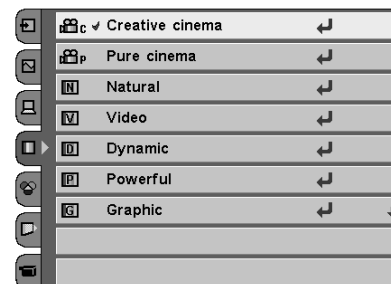 C ✓ Creative cinema
P Pure cinema
N Natural
V Video
D Dynamic
P Powerful
G Graphic